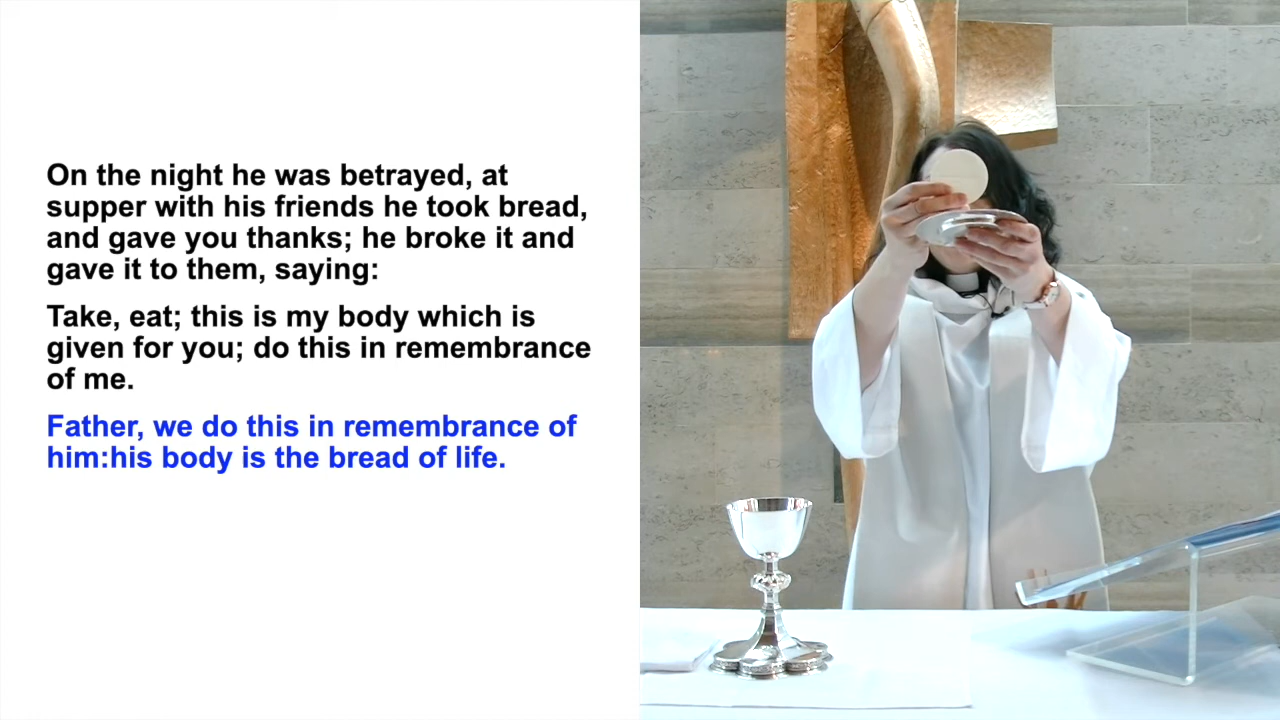 On the night he was betrayed, at
supper with his friends he took bread,
and gave you thanks; he broke it and
gave it to them, saying:
Take, eat; this is my body which is
given for you; do this in remembrance
of me.
Father, we do this in remembrance of
him:his body is the bread of life.